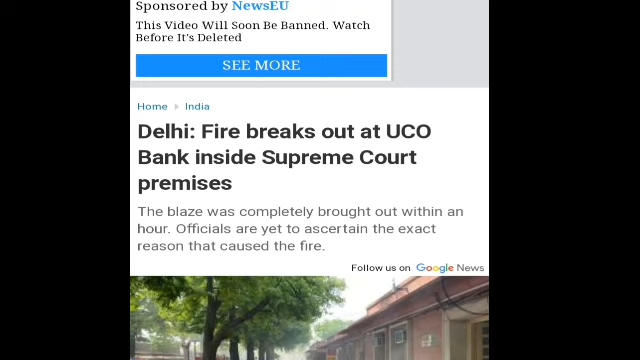 Sponsored by NewsEU
This Video Will Soon Be Banned. Watch
Before It's Deleted
SEE MORE
Home India
Delhi: Fire breaks out at UCO
Bank inside Supreme Court
premises
The blaze was completely brought out within an
hour. Officials are yet to ascertain the exact
reason that caused the fire.
Follow us on Google News